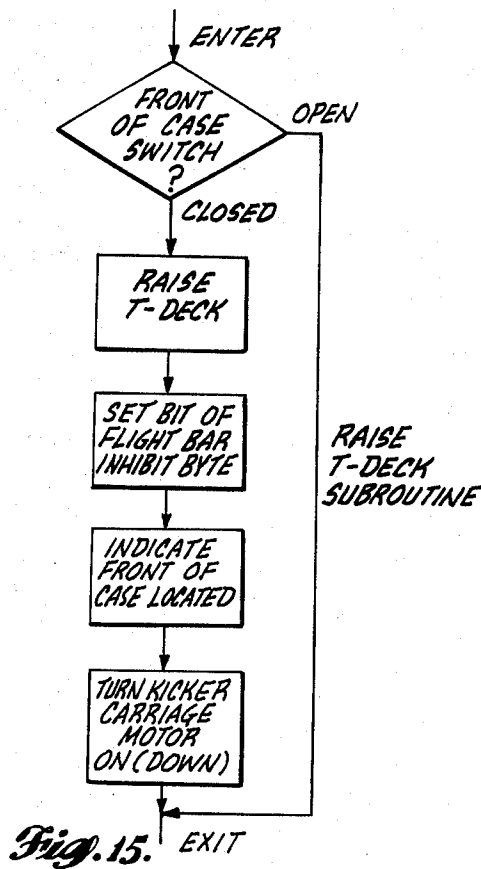 ENTER
FRONT
OF CASE
SWITCH
?
OPEN
CLOSED
RAISE
T-DECK
SET BIT OF
FLIGHT BAR
INHIBIT BYTE
RAISE
T-DECK
SUBROUTINE
INDICATE
FRONT OF
CASE LOCATED
TURN KICKER
CARRIAGE
MOTOR
ON (DOWN)
Fig. 15.
EXIT